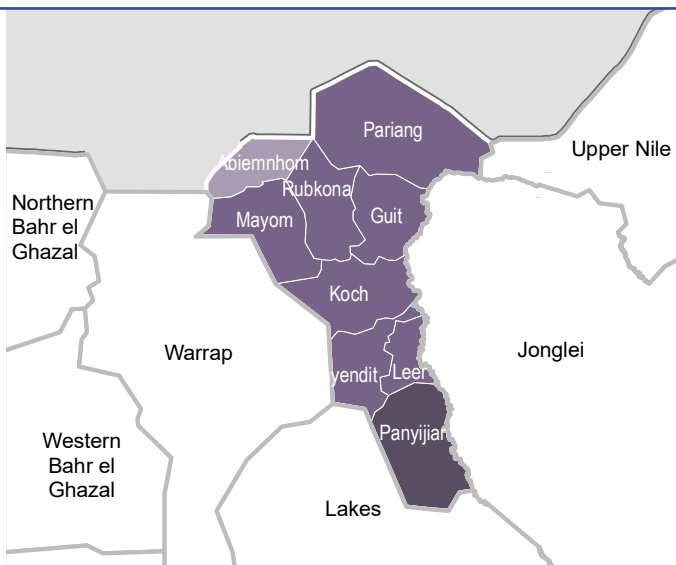 Pariang
Upper Nile
Abiemnhom
Rubkona
Northern
Bahr el
Ghazal
Mayom
Guit
Koch
Warrap
Jonglei
yendit
Leer
Panyijiar
Western
Bahr el
Ghazal
Lakes